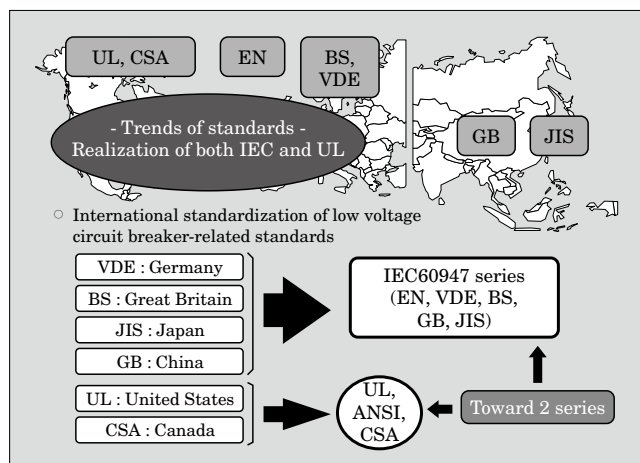 UL, CSA
EN
BS,
VDE
- Trends of standards -
Realization of both IEC and UL
GB
JIS
○ International standardization of low voltage
circuit breaker-related standards
VDE : Germany
BS : Great Britain
JIS : Japan
GB : China
IEC60947 series
(EN, VDE, BS,
GB, JIS)
UL : United States
CSA : Canada
UL,
ANSI,
CSA
Toward 2 series